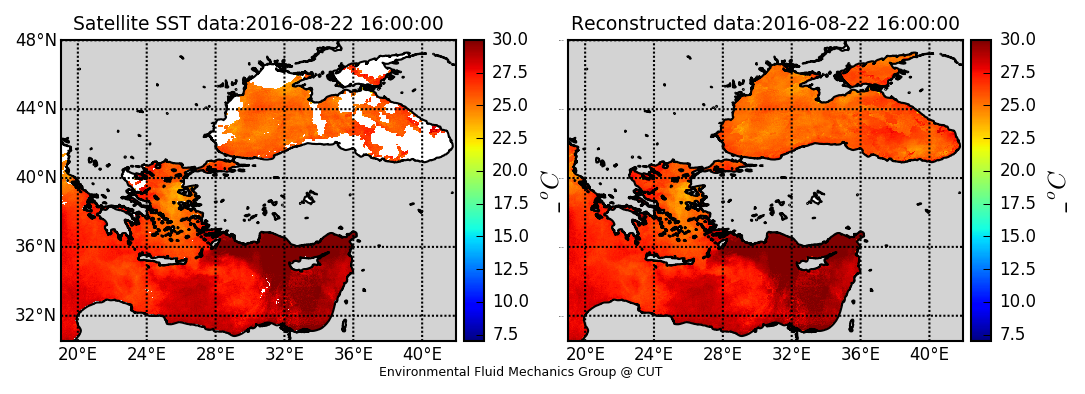 Satellite SST data:2016-08-22 16:00:00 Reconstructed data:2016-08-22 16:00:00
48°N 30.0 30.0
27.5 27.5
44°N 25.0 25.0
22.5 22.5
40°N 20.0 20.0
17.5 _°C 17.5 _°C
36°N 15.0 15.0
12.5 12.5
32°N 10.0 10.0
7.5 7.5
20°E 24°E 28°E 32°E 36°E 40°E 20°E 24°E 28°E 32°E 36°E 40°E
Environmental Fluid Mechanics Group @ CUT